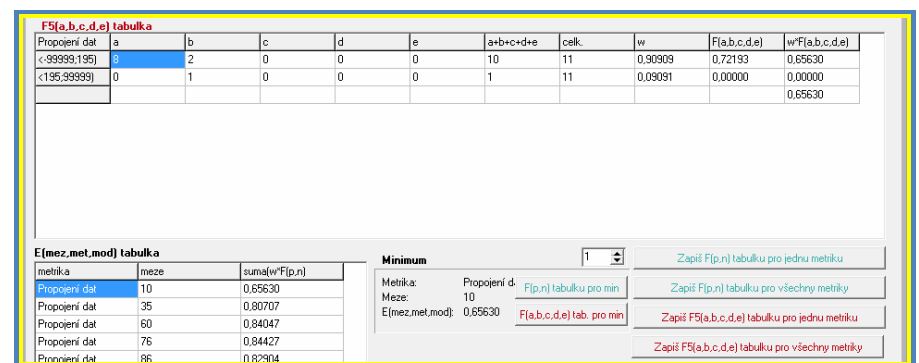 F5(a,b,c,d,e) tabulka
Propojení dat a b c d e a+b+c+d+e celk. w F(a,b,c,d,e) w*F(a,b,c,d,e)
<-99999;195) 8 2 0 0 0 10 11 0,90909 0,72193 0,65630
<195;99999) 0 1 0 0 0 1 11 0,09091 0,00000 0,00000
0,65630
E(mez,met,mod) tabulka
metrika meze suma(w*F(p,n)
Propojení dat 10 0,65630
Propojení dat 35 0,80707
Propojení dat 60 0,84047
Propojení dat 76 0,84427
Propojení dat 86 0,82904
Minimum 1
Metrika: Propojení d
Meze: 10
E(mez,met,mod): 0,65630
F(p,n) tabulku pro min
F(a,b,c,d,e) tab. pro min
Zapiš F(p,n) tabulku pro jednu metriku
Zapiš F(p,n) tabulku pro všechny metriky
Zapiš F5(a,b,c,d,e) tabulku pro jednu metriku
Zapiš F5(a,b,c,d,e) tabulku pro všechny metriky